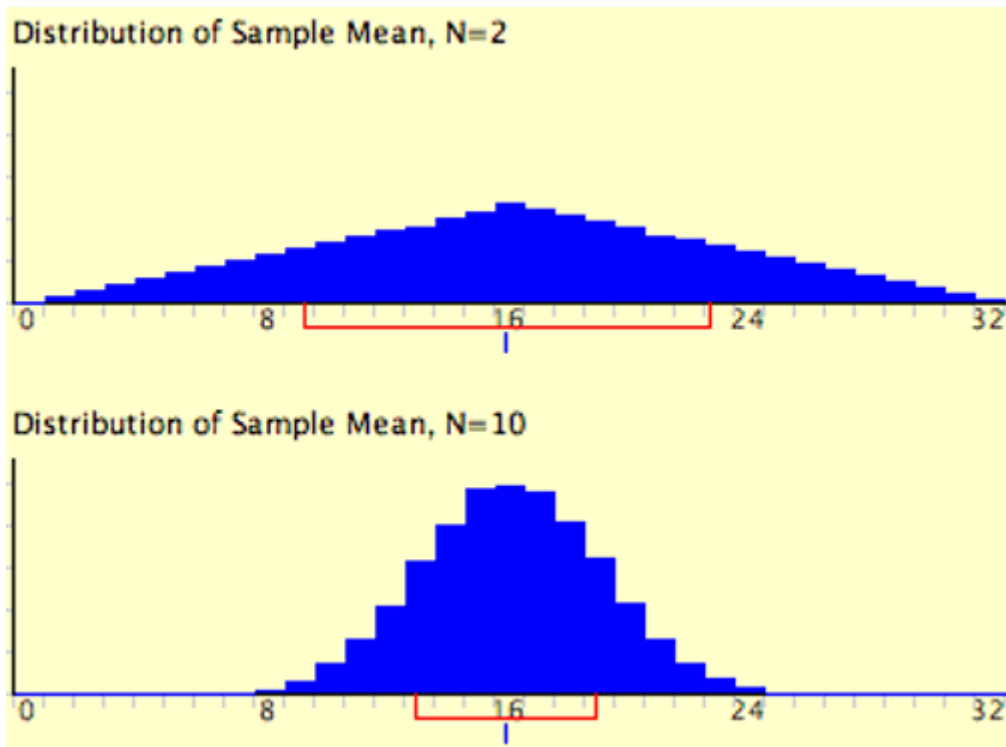 Distribution of Sample Mean, N=2
0 8 16 24 32
Distribution of Sample Mean, N=10
0 8 16 24 32